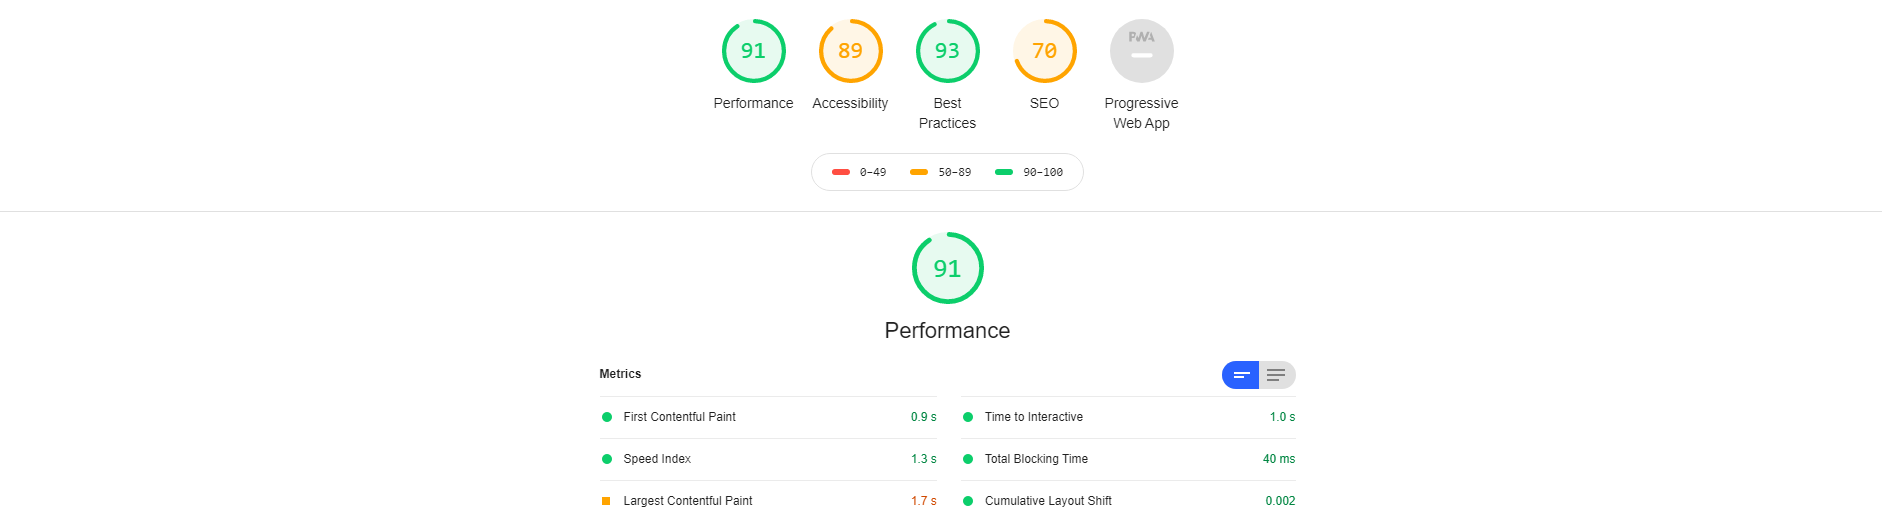 91 89 93 70 PWA
Performance Accessibility Best SEO Progressive
Practices Web App
0–49 50–89 90–100
91
Performance
Metrics
First Contentful Paint 0.9 s Time to Interactive 1.0 s
Speed Index 1.3 s Total Blocking Time 40 ms
Largest Contentful Paint 1.7 s Cumulative Layout Shift 0.002